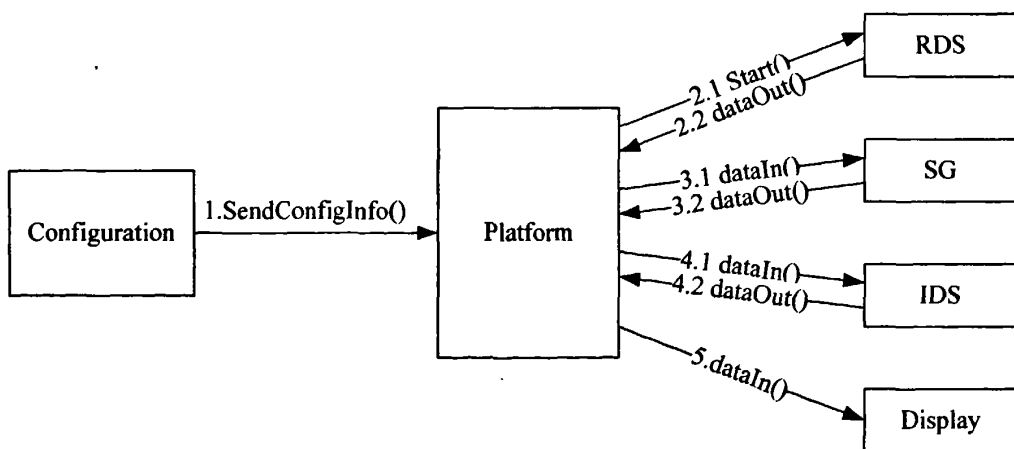 Configuration
1.SendConfigInfo()
Platform
2.1 Start()
2.2 dataOut()
RDS
3.1 dataIn()
3.2 dataOut()
SG
4.1 dataIn()
4.2 dataOut()
IDS
5.dataIn()
Display